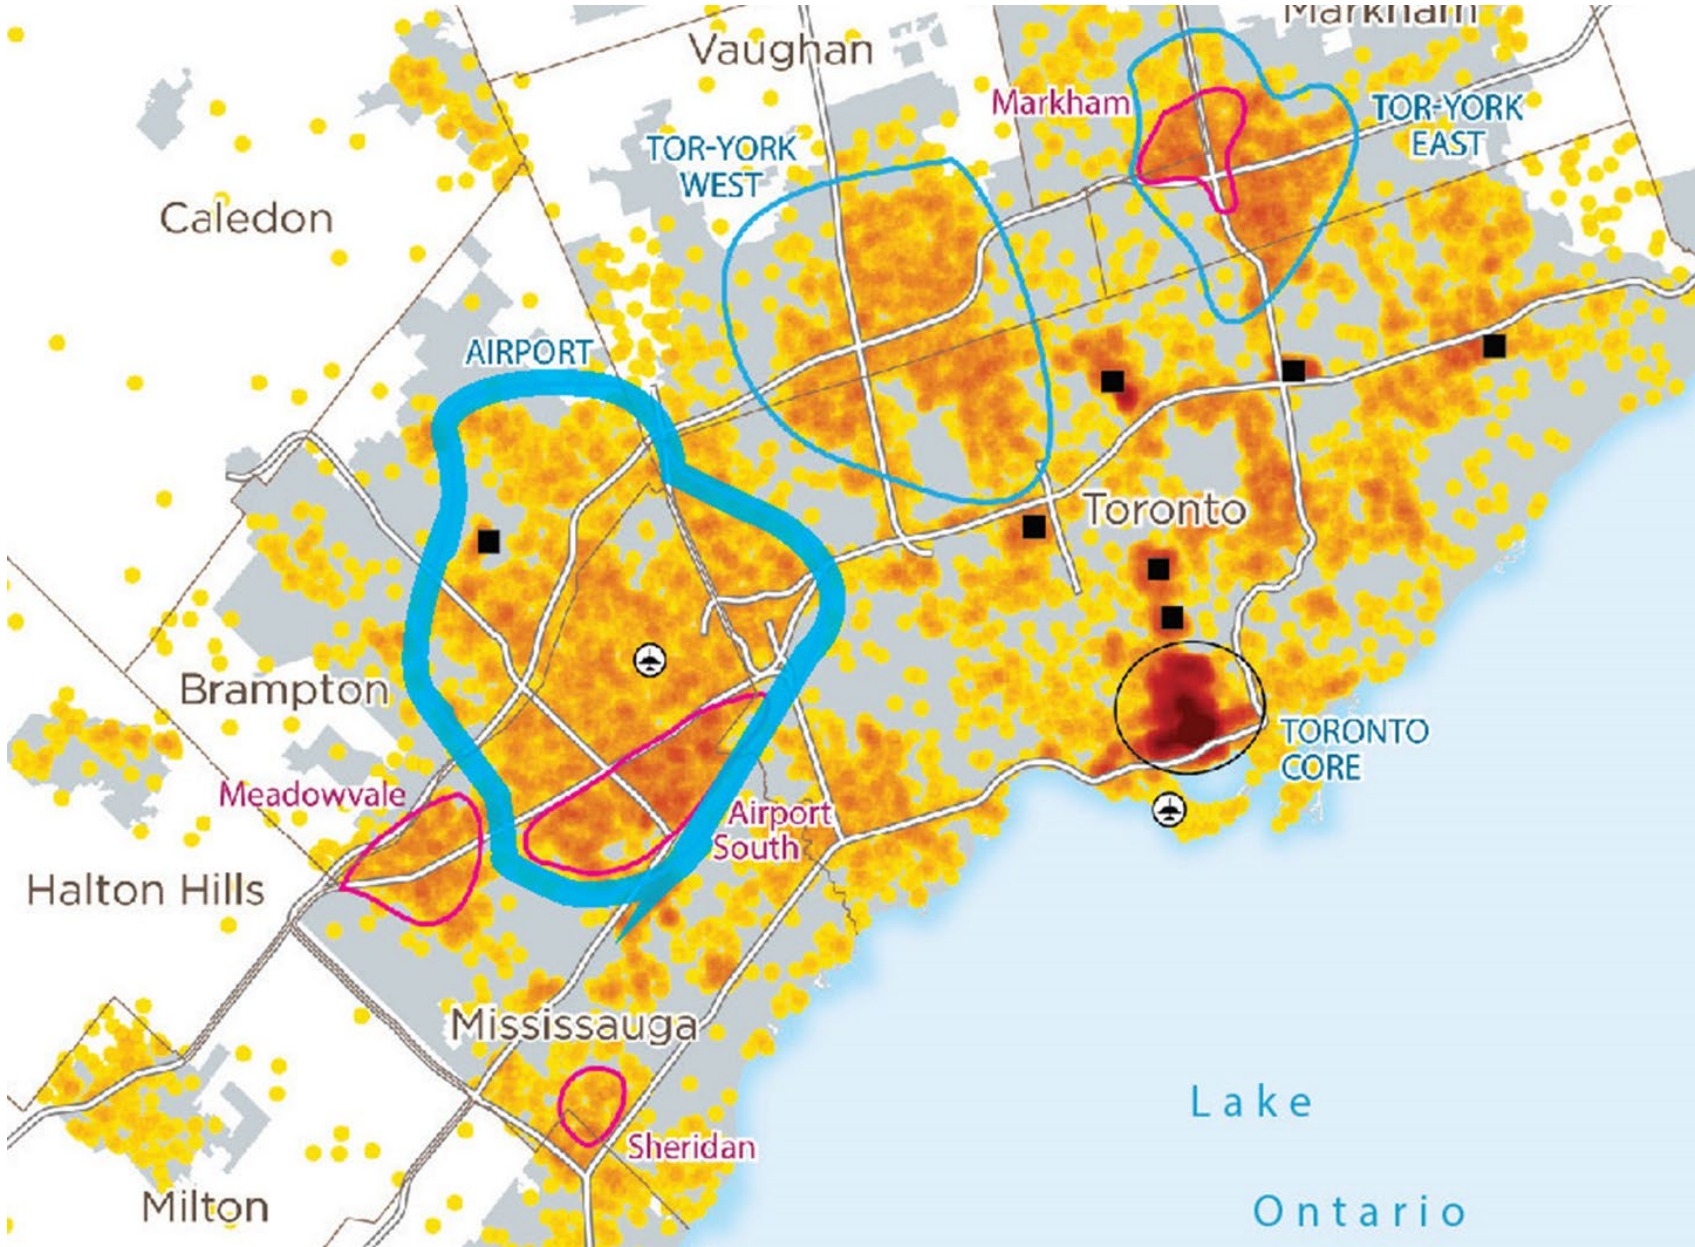 Markham
Vaughan
Markham
TOR-YORK
EAST
TOR-YORK
WEST
Caledon
AIRPORT
Toronto
Brampton
TORONTO
CORE
Meadowvale
Airport
South
Halton Hills
Mississauga
Lake
Sheridan
Milton
Ontario